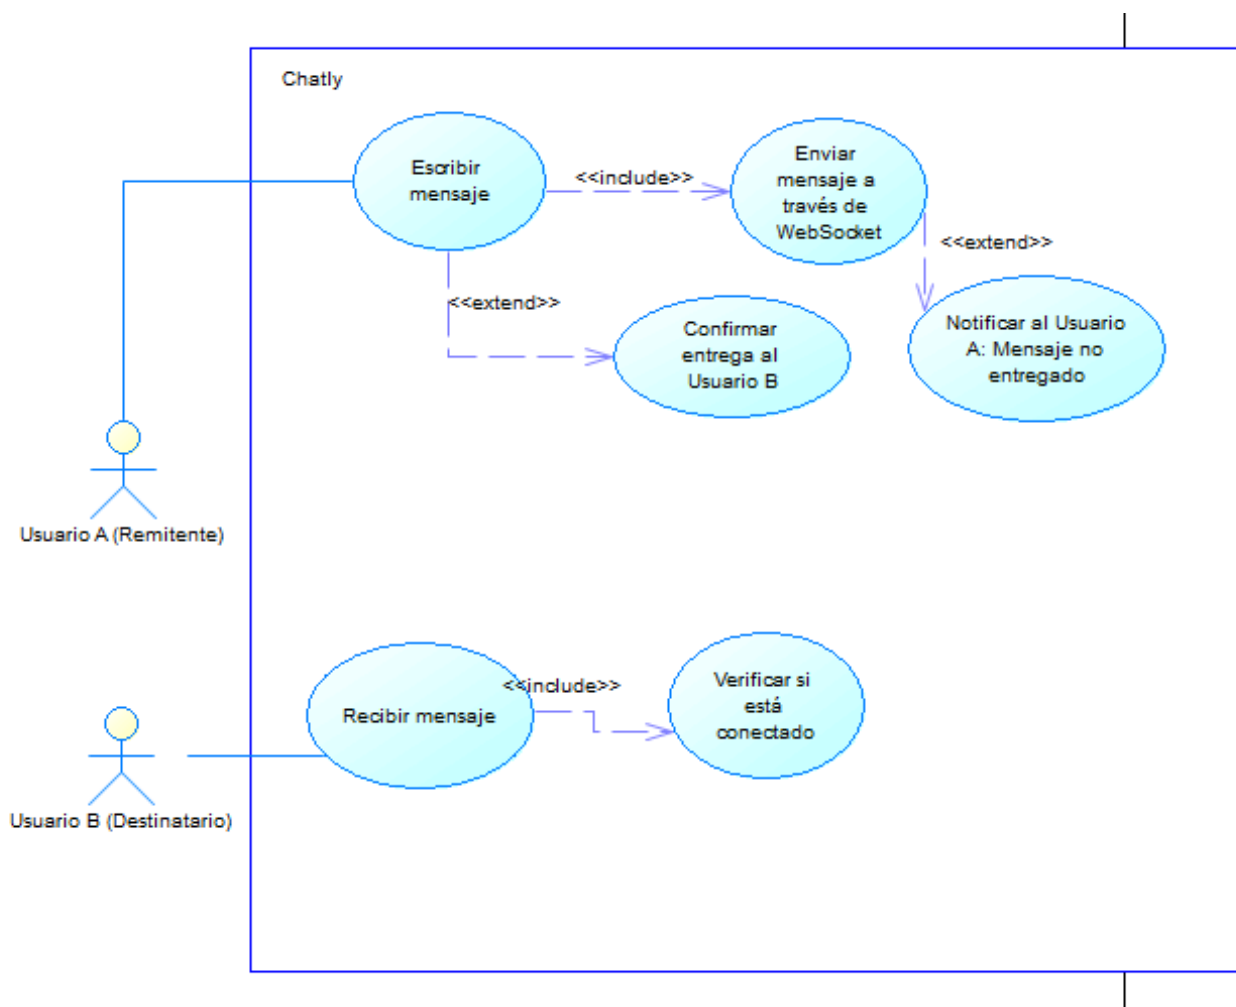 Chatly
Escribir
mensaje
<<include>>
Enviar
mensaje a
través de
WebSocket
<<extend>>
<<extend>>
Confirmar
entrega al
Usuario B
Notificar al Usuario
A: Mensaje no
entregado
Usuario A (Remitente)
Recibir mensaje
<<include>>
Verificar si
está
conectado
Usuario B (Destinatario)